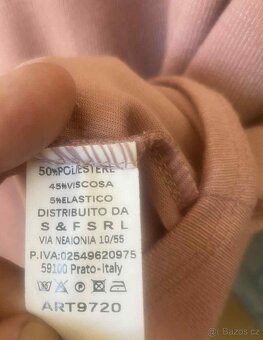 50%POLIESTERE
45%VISCOSA
5%ELASTICO
DISTRIBUITO DA
S & F S R L
VIA NEAIONIA 10/55
P.IVA:02549620975
59100 Prato-Italy
ART9720
Bazos.cz